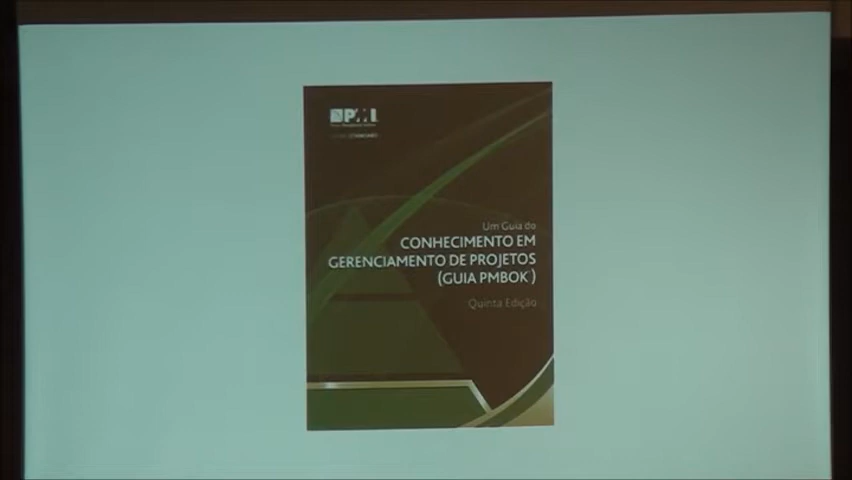 PMI
Um Guia do
CONHECIMENTO EM
GERENCIAMENTO DE PROJETOS
(GUIA PMBOK )
Quinta Edição